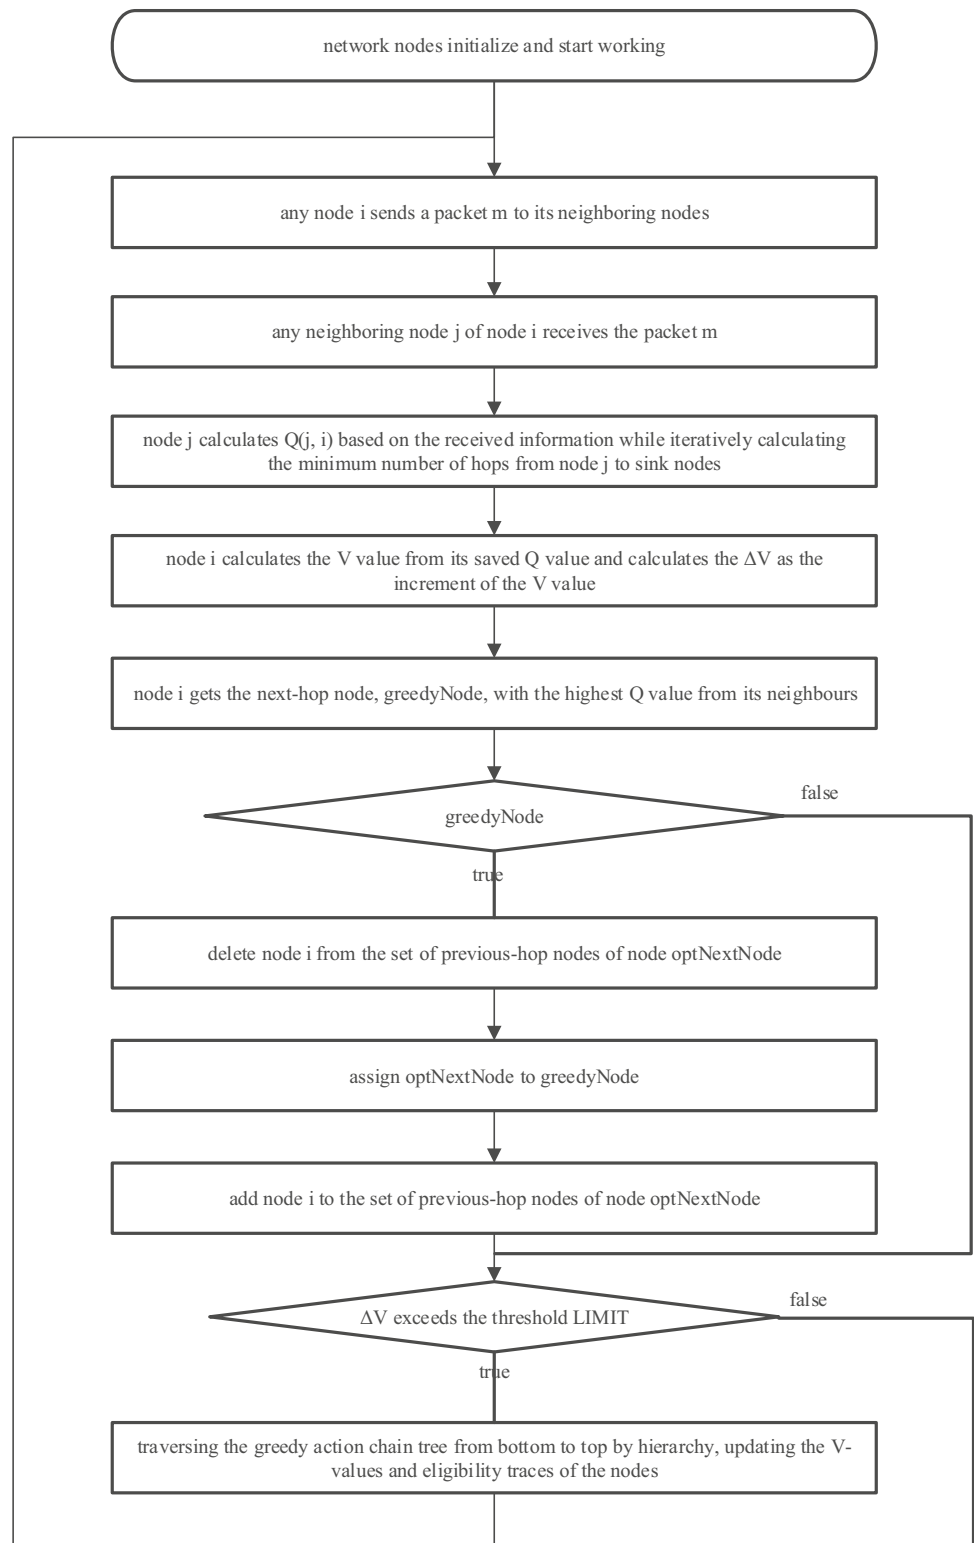 network nodes initialize and start working
any node i sends a packet m to its neighboring nodes
any neighboring node j of node i receives the packet m
node j calculates Q(j, i) based on the received information while iteratively calculating
the minimum number of hops from node j to sink nodes
node i calculates the V value from its saved Q value and calculates the ΔV as the
increment of the V value
node i gets the next-hop node, greedyNode, with the highest Q value from its neighbours
false
greedyNode
true
delete node i from the set of previous-hop nodes of node optNextNode
assign optNextNode to greedyNode
add node i to the set of previous-hop nodes of node optNextNode
false
ΔV exceeds the threshold LIMIT
true
traversing the greedy action chain tree from bottom to top by hierarchy, updating the V-
values and eligibility traces of the nodes